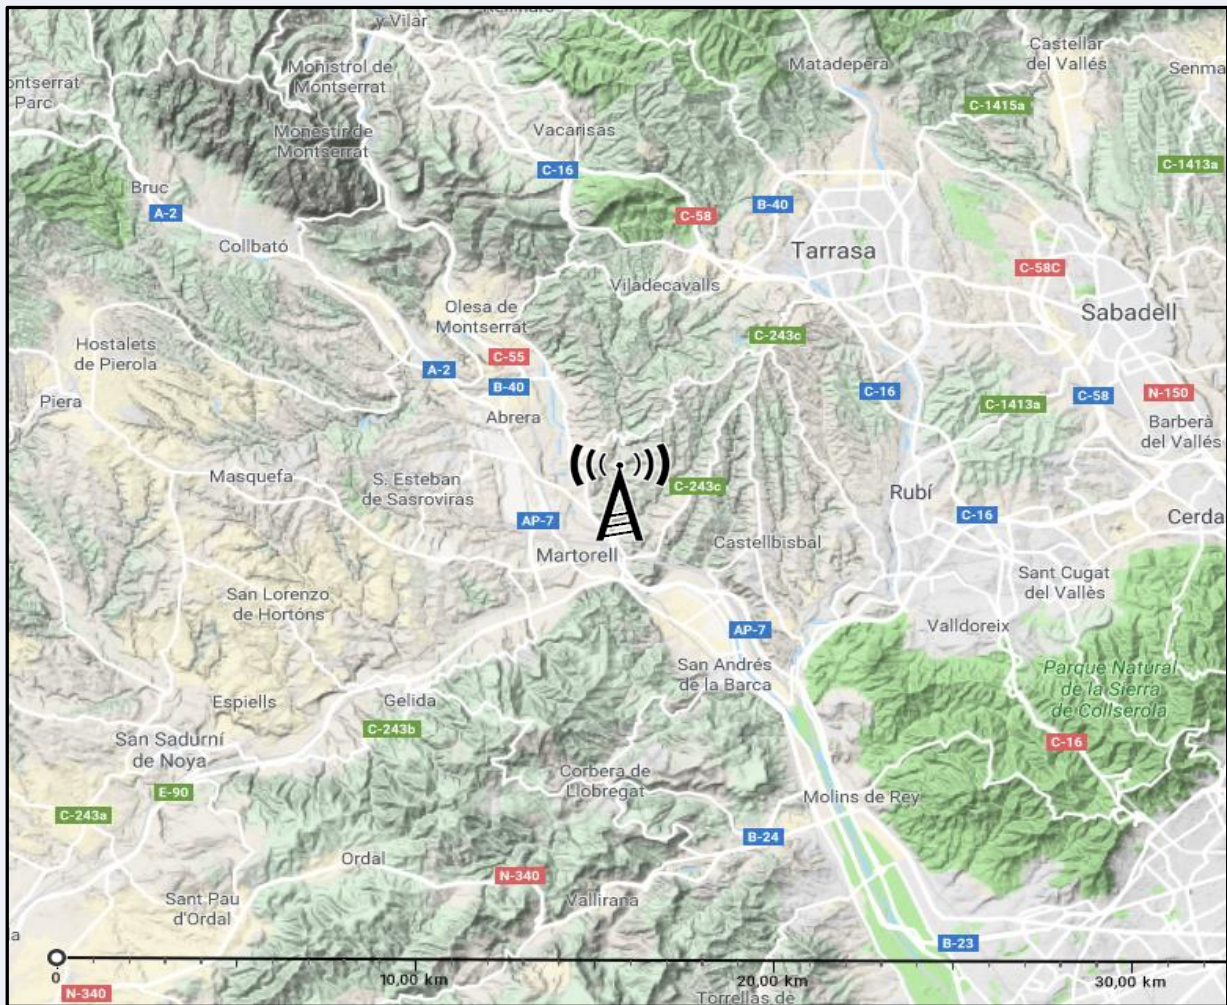 y Vilar
Castellar
del Vallés
Matadepera
Senma
Monistrol de
Montserrat
ontserrat
Parc
C-1415a
Monestir de
Montserrat
Vacarisas
C-16
C-1413a
Bruc
A-2
B-40
C-58
Collbató
Tarrasa
C-58C
Viladecavalls
Olesa de
Montserrat
Sabadell
C-243c
Hostalets
de Pierola
C-55
A-2
B-40
C-16
C-58
N-150
Piera
C-1413a
Abrera
Barberà
del Vallés
Masquefa
S. Esteban
de Sasroviras
C-243c
Rubí
AP-7
C-16
Cerda
Martorell
Castellbisbal
Sant Cugat
del Vallès
San Lorenzo
de Hortóns
AP-7
Valldoreix
San Andrés
de la Barca
Parque Natural
de la Sierra
de Collserola
Espiells
Gelida
C-243b
San Sadurní
de Noya
C-16
E-90
Corbera de
Llobregat
Molins de Rey
C-243a
B-24
Ordal
N-340
Sant Pau
d'Ordal
Vallirana
a
B-23
0
10,00 km
20,00 km
30,00 km
N-340
Torrellas de